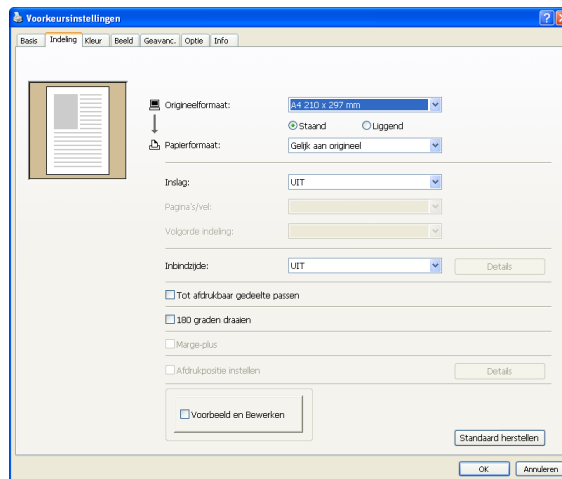 Voorkeursinstellingen
Basis Indeling Kleur Beeld Geavanc. Optie Info
Origineelformaat: A4 210 x 297 mm
Staand Liggend
Papierformaat: Gelijk aan origineel
Inslag: UIT
Pagina's/vel:
Volgorde indeling:
Inbindzijde: UIT Details
Tot afdrukbaar gedeelte passen
180 graden draaien
Marge-plus
Afdrukpositie instellen Details
Voorbeeld en Bewerken
Standaard herstellen
OK Annuleren